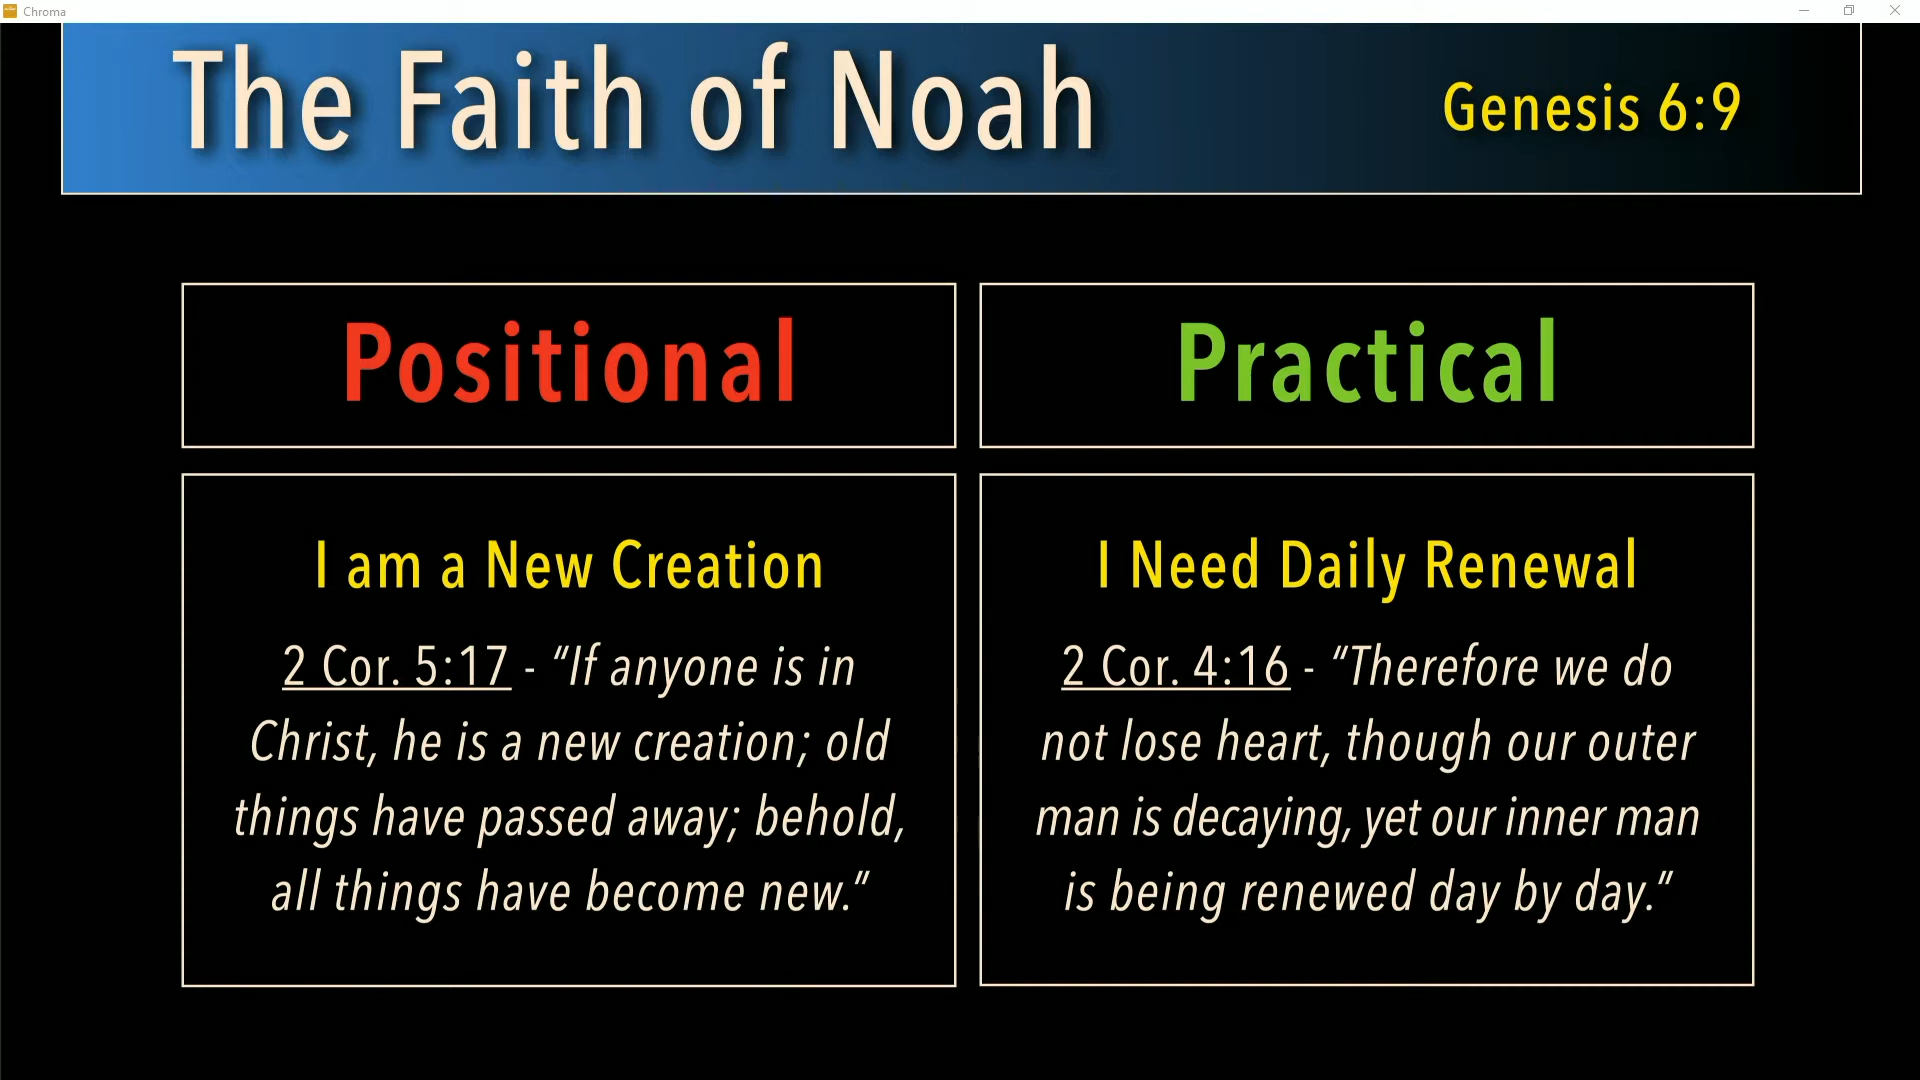 Chroma
The Faith of Noah
Genesis 6:9
Positional
I am a New Creation
2 Cor. 5:17 - “If anyone is in
Christ, he is a new creation; old
things have passed away; behold,
all things have become new.”
Practical
I Need Daily Renewal
2 Cor. 4:16 - “Therefore we do
not lose heart, though our outer
man is decaying, yet our inner man
is being renewed day by day.”